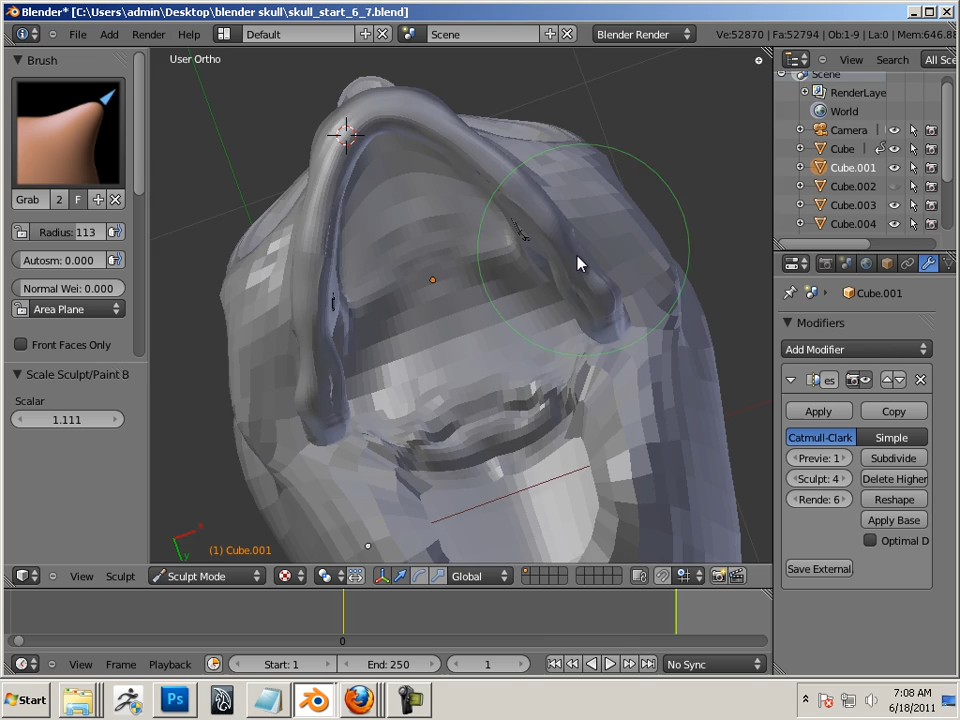 Blender* [C:\Users\admin\Desktop\blender skull\skull_start_6_7.blend]
File Add Render Help Default Scene Blender Render Ve:52870 | Fa:52794 | Ob:1-9 | La:0 | Mem:646.8
Brush
User Ortho
View Search All Sce
Scene
RenderLaye
World
Camera
Cube
Cube.001
Cube.002
Cube.003
Cube.004
Grab 2 F
Radius: 113
Autosm: 0.000
Normal Wei: 0.000
Area Plane
Front Faces Only
Scale Sculpt/Paint B
Scalar
1.111
Cube.001
Modifiers
Add Modifier
es
Apply Copy
Catmull-Clark Simple
Previe: 1 Subdivide
Sculpt: 4 Delete Higher
Rende: 6 Reshape
Apply Base
Optimal D
Save External.
x
y
(1) Cube.001
View Sculpt Sculpt Mode Global
0
View Frame Playback Start: 1 End: 250 1 No Sync
Start Ps 7:08 AM
6/18/2011